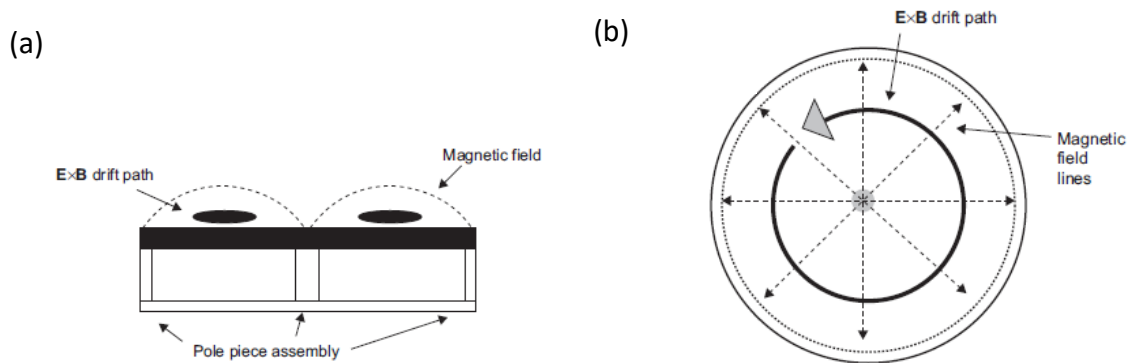 (a)
E×B drift path
Magnetic field
Pole piece assembly
(b)
E×B drift path
Magnetic
field
lines